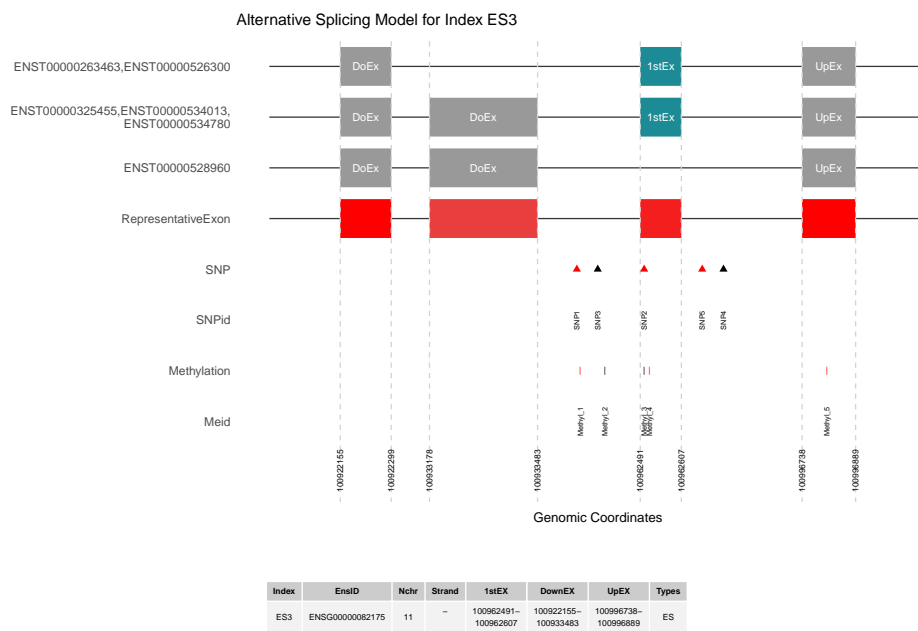 Alternative Splicing Model for Index ES3
ENST00000263463,ENST00000526300
DoEx 1stEx UpEx
ENST00000325455,ENST00000534013,
ENST00000534780
DoEx DoEx 1stEx UpEx
ENST00000528960
DoEx DoEx UpEx
RepresentativeExon
SNP
SNPid
SNP1 SNP3 SNP2 SNP5 SNP4
Methylation
Meid
Methyl_1 Methyl_2 Methyl_3 Methyl_4 Methyl_5
100922155 100922299 100933178 100933483 100962491 100962607 100996738 100996889
Genomic Coordinates
Index EnsID Nchr Strand 1stEX DownEX UpEX Types
ES3 ENSG00000082175 11 − 100962491− 100922155− 100996738− ES
100962607 100933483 100996889